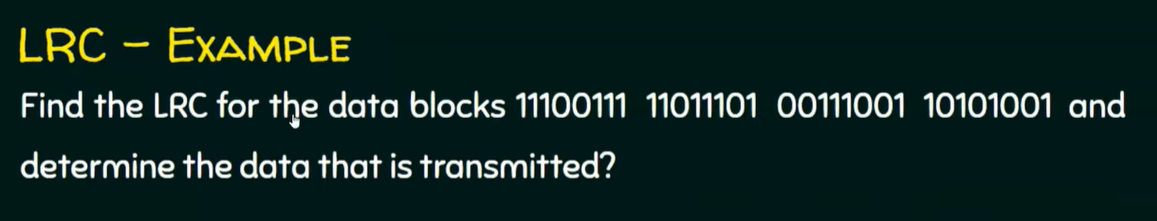 LRC – EXAMPLE
Find the LRC for the data blocks 11100111 11011101 00111001 10101001 and
determine the data that is transmitted?